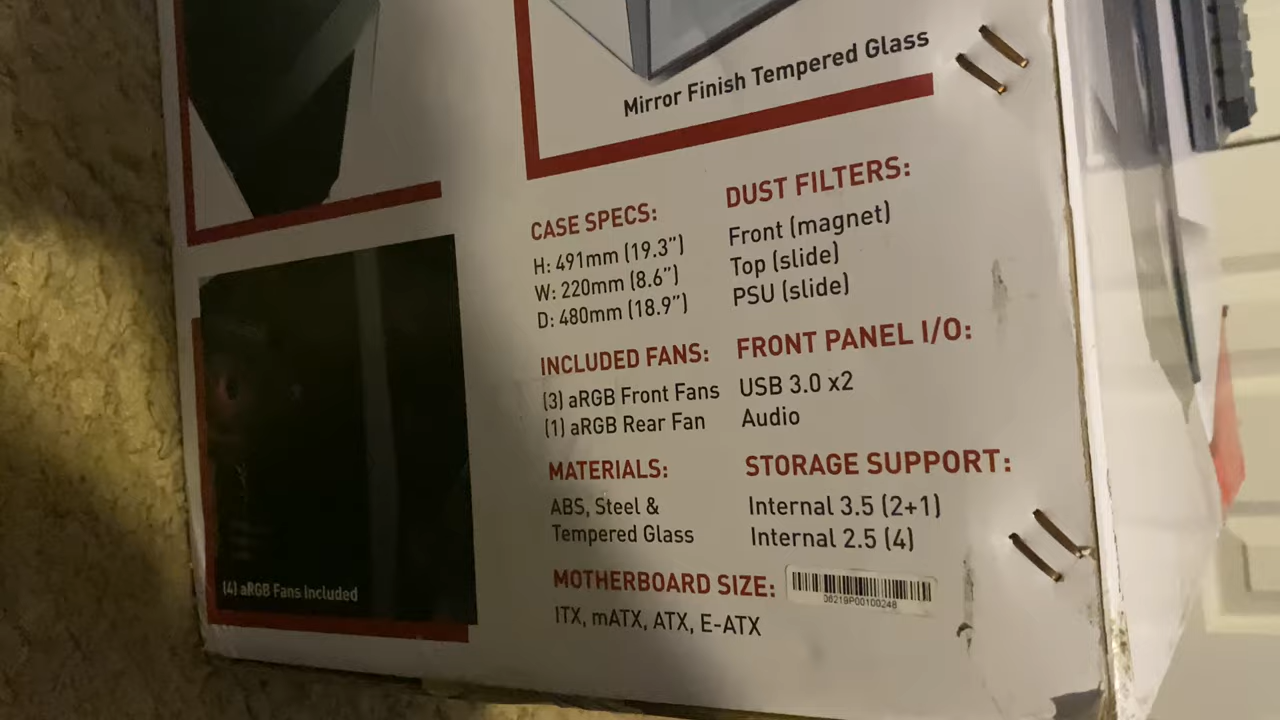 Mirror Finish Tempered Glass
CASE SPECS:
H: 491mm (19.3")
W: 220mm (8.6")
D: 480mm (18.9")
DUST FILTERS:
Front (magnet)
Top (slide)
PSU (slide)
INCLUDED FANS:
(3) aRGB Front Fans
(1) aRGB Rear Fan
FRONT PANEL I/O:
USB 3.0 x2
Audio
MATERIALS:
ABS, Steel &
Tempered Glass
STORAGE SUPPORT:
Internal 3.5 (2+1)
Internal 2.5 (4)
MOTHERBOARD SIZE:
ITX, mATX, ATX, E-ATX
06219P00100248
(4) aRGB Fans Included